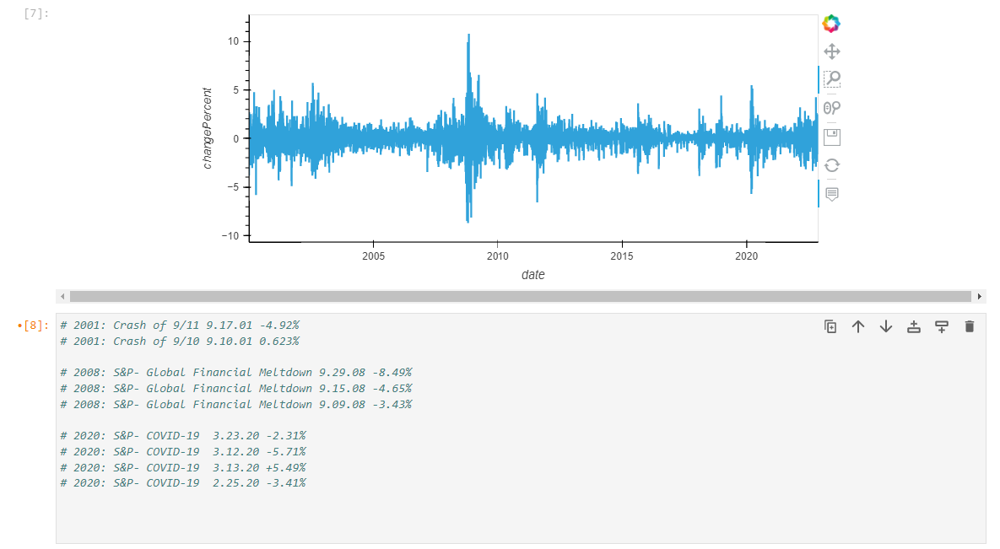 [7]:
10
5
0
−5
−10
changePercent
2005
2010
2015
2020
date
[8]:
# 2001: Crash of 9/11 9.17.01 -4.92%
# 2001: Crash of 9/10 9.10.01 0.623%
# 2008: S&P- Global Financial Meltdown 9.29.08 -8.49%
# 2008: S&P- Global Financial Meltdown 9.15.08 -4.65%
# 2008: S&P- Global Financial Meltdown 9.09.08 -3.43%
# 2020: S&P- COVID-19  3.23.20 -2.31%
# 2020: S&P- COVID-19  3.12.20 -5.71%
# 2020: S&P- COVID-19  3.13.20 +5.49%
# 2020: S&P- COVID-19  2.25.20 -3.41%